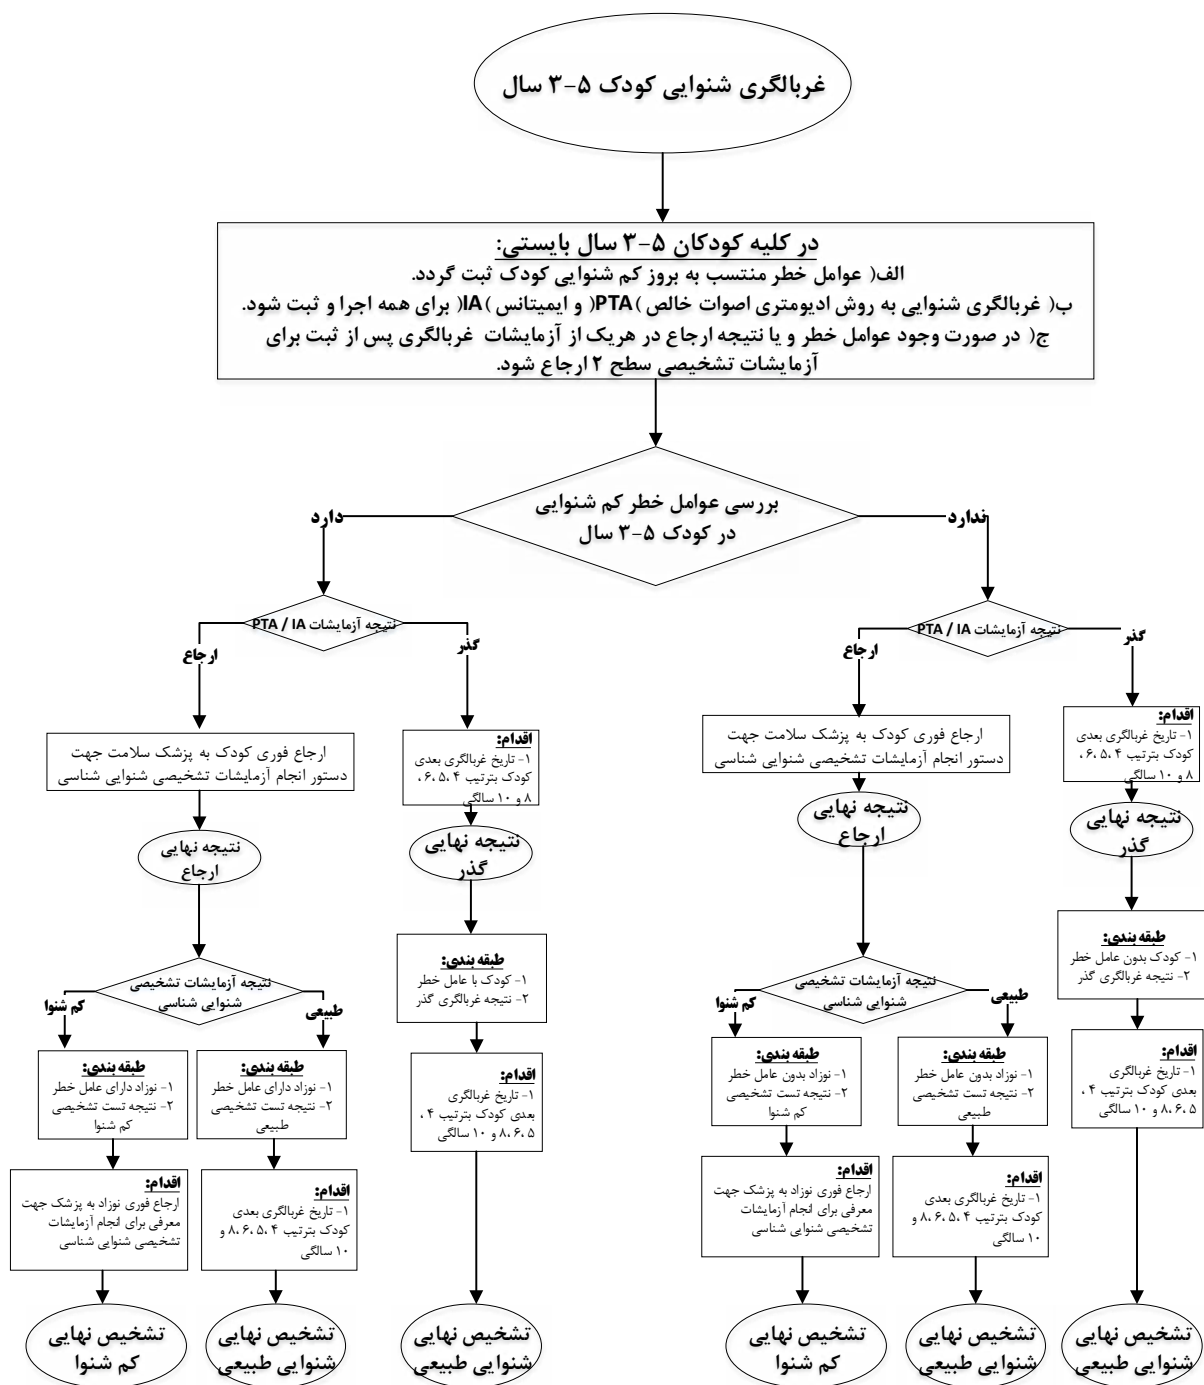 غربالگری شنوایی کودک ۵-۳ سال
در کلیه کودکان ۵-۳ سال بایستی:
الف( عوامل خطر منتسب به بروز کم شنوایی کودک ثبت گردد.
ب( غربالگری شنوایی به روش ادیومتری اصوات خالص )PTA( و ایمیتانس )IA( برای همه اجرا و ثبت شود.
ج( در صورت وجود عوامل خطر و یا نتیجه ارجاع در هریک از آزمایشات غربالگری پس از ثبت برای
آزمایشات تشخیصی سطح ۲ ارجاع شود.
بررسی عوامل خطر کم شنوایی
در کودک ۵-۳ سال
ندارد
دارد
نتیجه آزمایشات PTA / IA
گذر
ارجاع
اقدام:
۱- تاریخ غربالگری بعدی
کودک بترتیب ۴ ،۵ ،۶ ،
۸ و ۱۰ سالگی
نتیجه نهایی
گذر
طبقه بندی:
۱- کودک بدون عامل خطر
۲- نتیجه غربالگری گذر
اقدام:
۱- تاریخ غربالگری
بعدی کودک بترتیب ۴ ،
۵ ،۶ ،۸ و ۱۰ سالگی
تشخیص نهایی
شنوایی طبیعی
ارجاع فوری کودک به پزشک سلامت جهت
دستور انجام آزمایشات تشخیصی شنوایی شناسی
نتیجه نهایی
ارجاع
نتیجه آزمایشات تشخیصی
شنوایی شناسی
طبیعی
کم شنوا
طبقه بندی:
۱- نوزاد بدون عامل خطر
۲- نتیجه تست تشخیصی
طبیعی
اقدام:
۱- تاریخ غربالگری بعدی
کودک بترتیب ۴ ،۵ ،۶ ،۸ و
۱۰ سالگی
تشخیص نهایی
شنوایی طبیعی
طبقه بندی:
۱- نوزاد بدون عامل خطر
۲- نتیجه تست تشخیصی
کم شنوا
اقدام:
ارجاع فوری نوزاد به پزشک جهت
معرفی برای انجام آزمایشات
تشخیصی شنوایی شناسی
تشخیص نهایی
کم شنوا
نتیجه آزمایشات PTA / IA
گذر
ارجاع
اقدام:
۱- تاریخ غربالگری بعدی
کودک بترتیب ۴ ،۵ ،۶ ،
۸ و ۱۰ سالگی
نتیجه نهایی
گذر
طبقه بندی:
۱- کودک با عامل خطر
۲- نتیجه غربالگری گذر
اقدام:
۱- تاریخ غربالگری
بعدی کودک بترتیب ۴ ،
۵ ،۶ ،۸ و ۱۰ سالگی
تشخیص نهایی
شنوایی طبیعی
ارجاع فوری کودک به پزشک سلامت جهت
دستور انجام آزمایشات تشخیصی شنوایی شناسی
نتیجه نهایی
ارجاع
نتیجه آزمایشات تشخیصی
شنوایی شناسی
طبیعی
کم شنوا
طبقه بندی:
۱- نوزاد دارای عامل خطر
۲- نتیجه تست تشخیصی
طبیعی
اقدام:
۱- تاریخ غربالگری بعدی
کودک بترتیب ۴ ،۵ ،۶ ،۸ و
۱۰ سالگی
تشخیص نهایی
شنوایی طبیعی
طبقه بندی:
۱- نوزاد دارای عامل خطر
۲- نتیجه تست تشخیصی
کم شنوا
اقدام:
ارجاع فوری نوزاد به پزشک جهت
معرفی برای انجام آزمایشات
تشخیصی شنوایی شناسی
تشخیص نهایی
کم شنوا